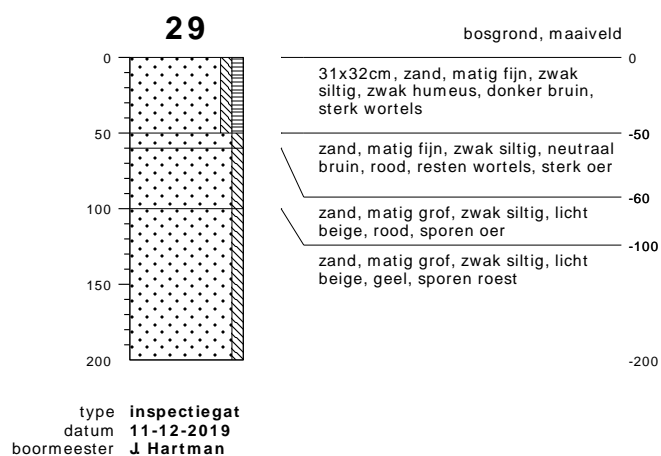 29
bosgrond, maaiveld
0
0
31x32cm, zand, matig fijn, zwak
siltig, zwak humeus, donker bruin,
sterk wortels
50
-50
zand, matig fijn, zwak siltig, neutraal
bruin, rood, resten wortels, sterk oer
-60
100
zand, matig grof, zwak siltig, licht
beige, rood, sporen oer
-100
zand, matig grof, zwak siltig, licht
beige, geel, sporen roest
150
200
-200
type inspectiegat
datum 11-12-2019
boormeester J. Hartman